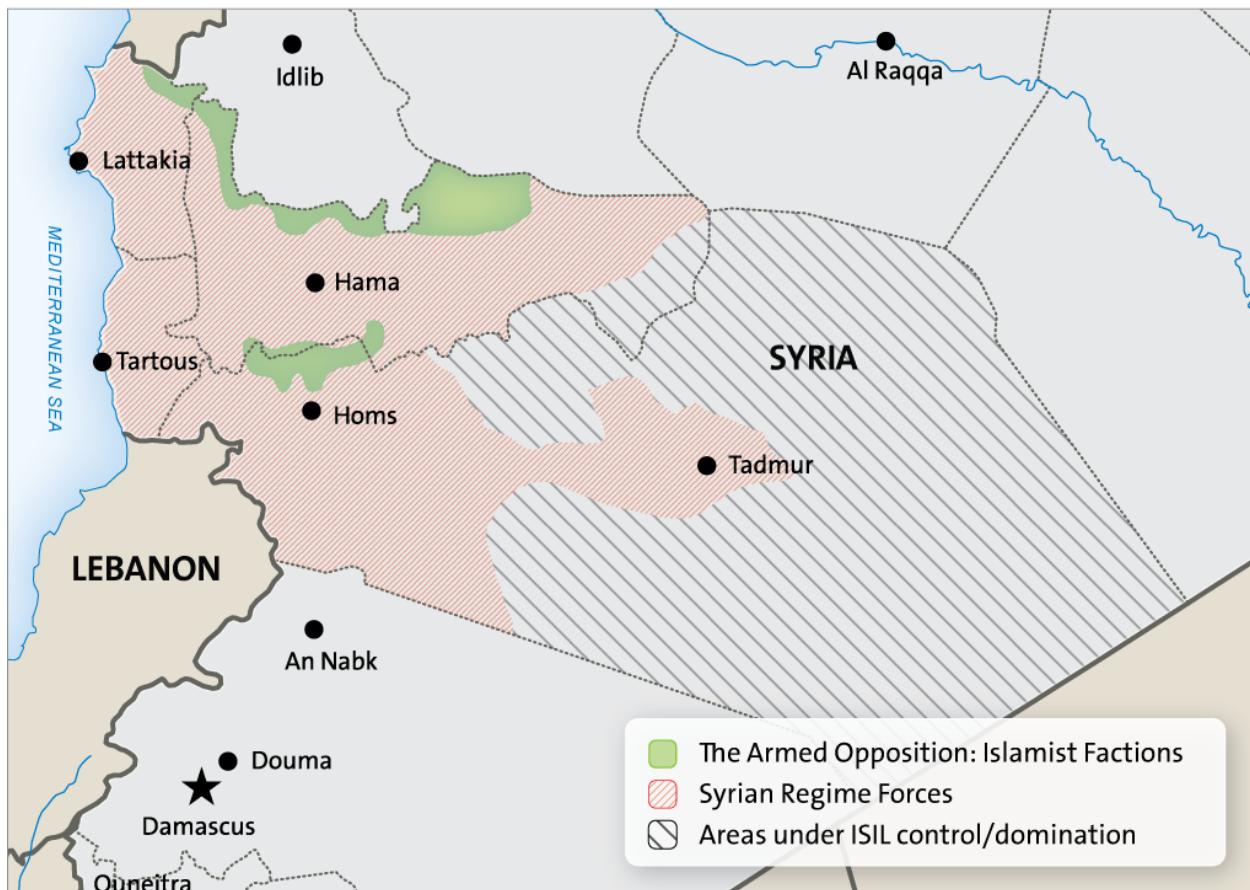 Idlib
Al Raqqa
Lattakia
MEDITERRANEAN SEA
Hama
Tartous
SYRIA
Homs
Tadmur
LEBANON
An Nabk
Douma
Damascus
Quneitra
The Armed Opposition: Islamist Factions
Syrian Regime Forces
Areas under ISIL control/domination